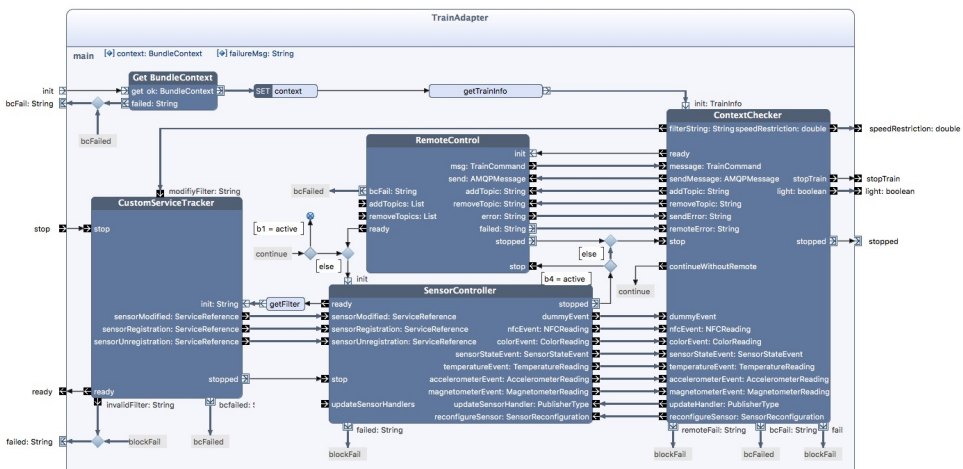 TrainAdapter
main context: BundleContext failureMsg: String
Get BundleContext
init get ok: BundleContext SET context getTrainInfo
bcFail: String failed: String
init: TrainInfo
ContextChecker
filterString: String speedRestriction: double speedRestriction: double
bcFailed
RemoteControl
init ready
msg: TrainCommand message: TrainCommand
send: AMQPMessage sendMessage: AMQPMessage stopTrain stopTrain
modifiyFilter: String bcFailed bcFail: String addTopic: String addTopic: String light: boolean light: boolean
CustomServiceTracker addTopics: List removeTopic: String removeTopic: String
removeTopics: List error: String sendError: String
stop stop [b1 = active] ready failed: String remoteError: String
stopped stop stopped stopped
continue [else] [else]
stop continueWithoutRemote
init [b4 = active] continue
SensorController
init: String getFilter ready stopped
sensorModified: ServiceReference sensorModified: ServiceReference dummyEvent dummyEvent
sensorRegistration: ServiceReference sensorRegistration: ServiceReference nfcEvent: NFCReading nfcEvent: NFCReading
sensorUnregistration: ServiceReference sensorUnregistration: ServiceReference colorEvent: ColorReading colorEvent: ColorReading
sensorStateEvent: SensorStateEvent sensorStateEvent: SensorStateEvent
temperatureEvent: TemperatureReading temperatureEvent: TemperatureReading
stopped stop accelerometerEvent: AccelerometerReading accelerometerEvent: AccelerometerReading
ready ready magnetometerEvent: MagnetometerReading magnetometerEvent: MagnetometerReading
invalidFilter: String bcfailed: updateSensorHandlers updateSensorHandler: PublisherType updateHandler: PublisherType
reconfigureSensor: SensorReconfiguration reconfigureSensor: SensorReconfiguration
failed: String remoteFail: String bcFail: String fail
failed: String blockFail bcFailed
blockFail blockFail bcFailed blockFail